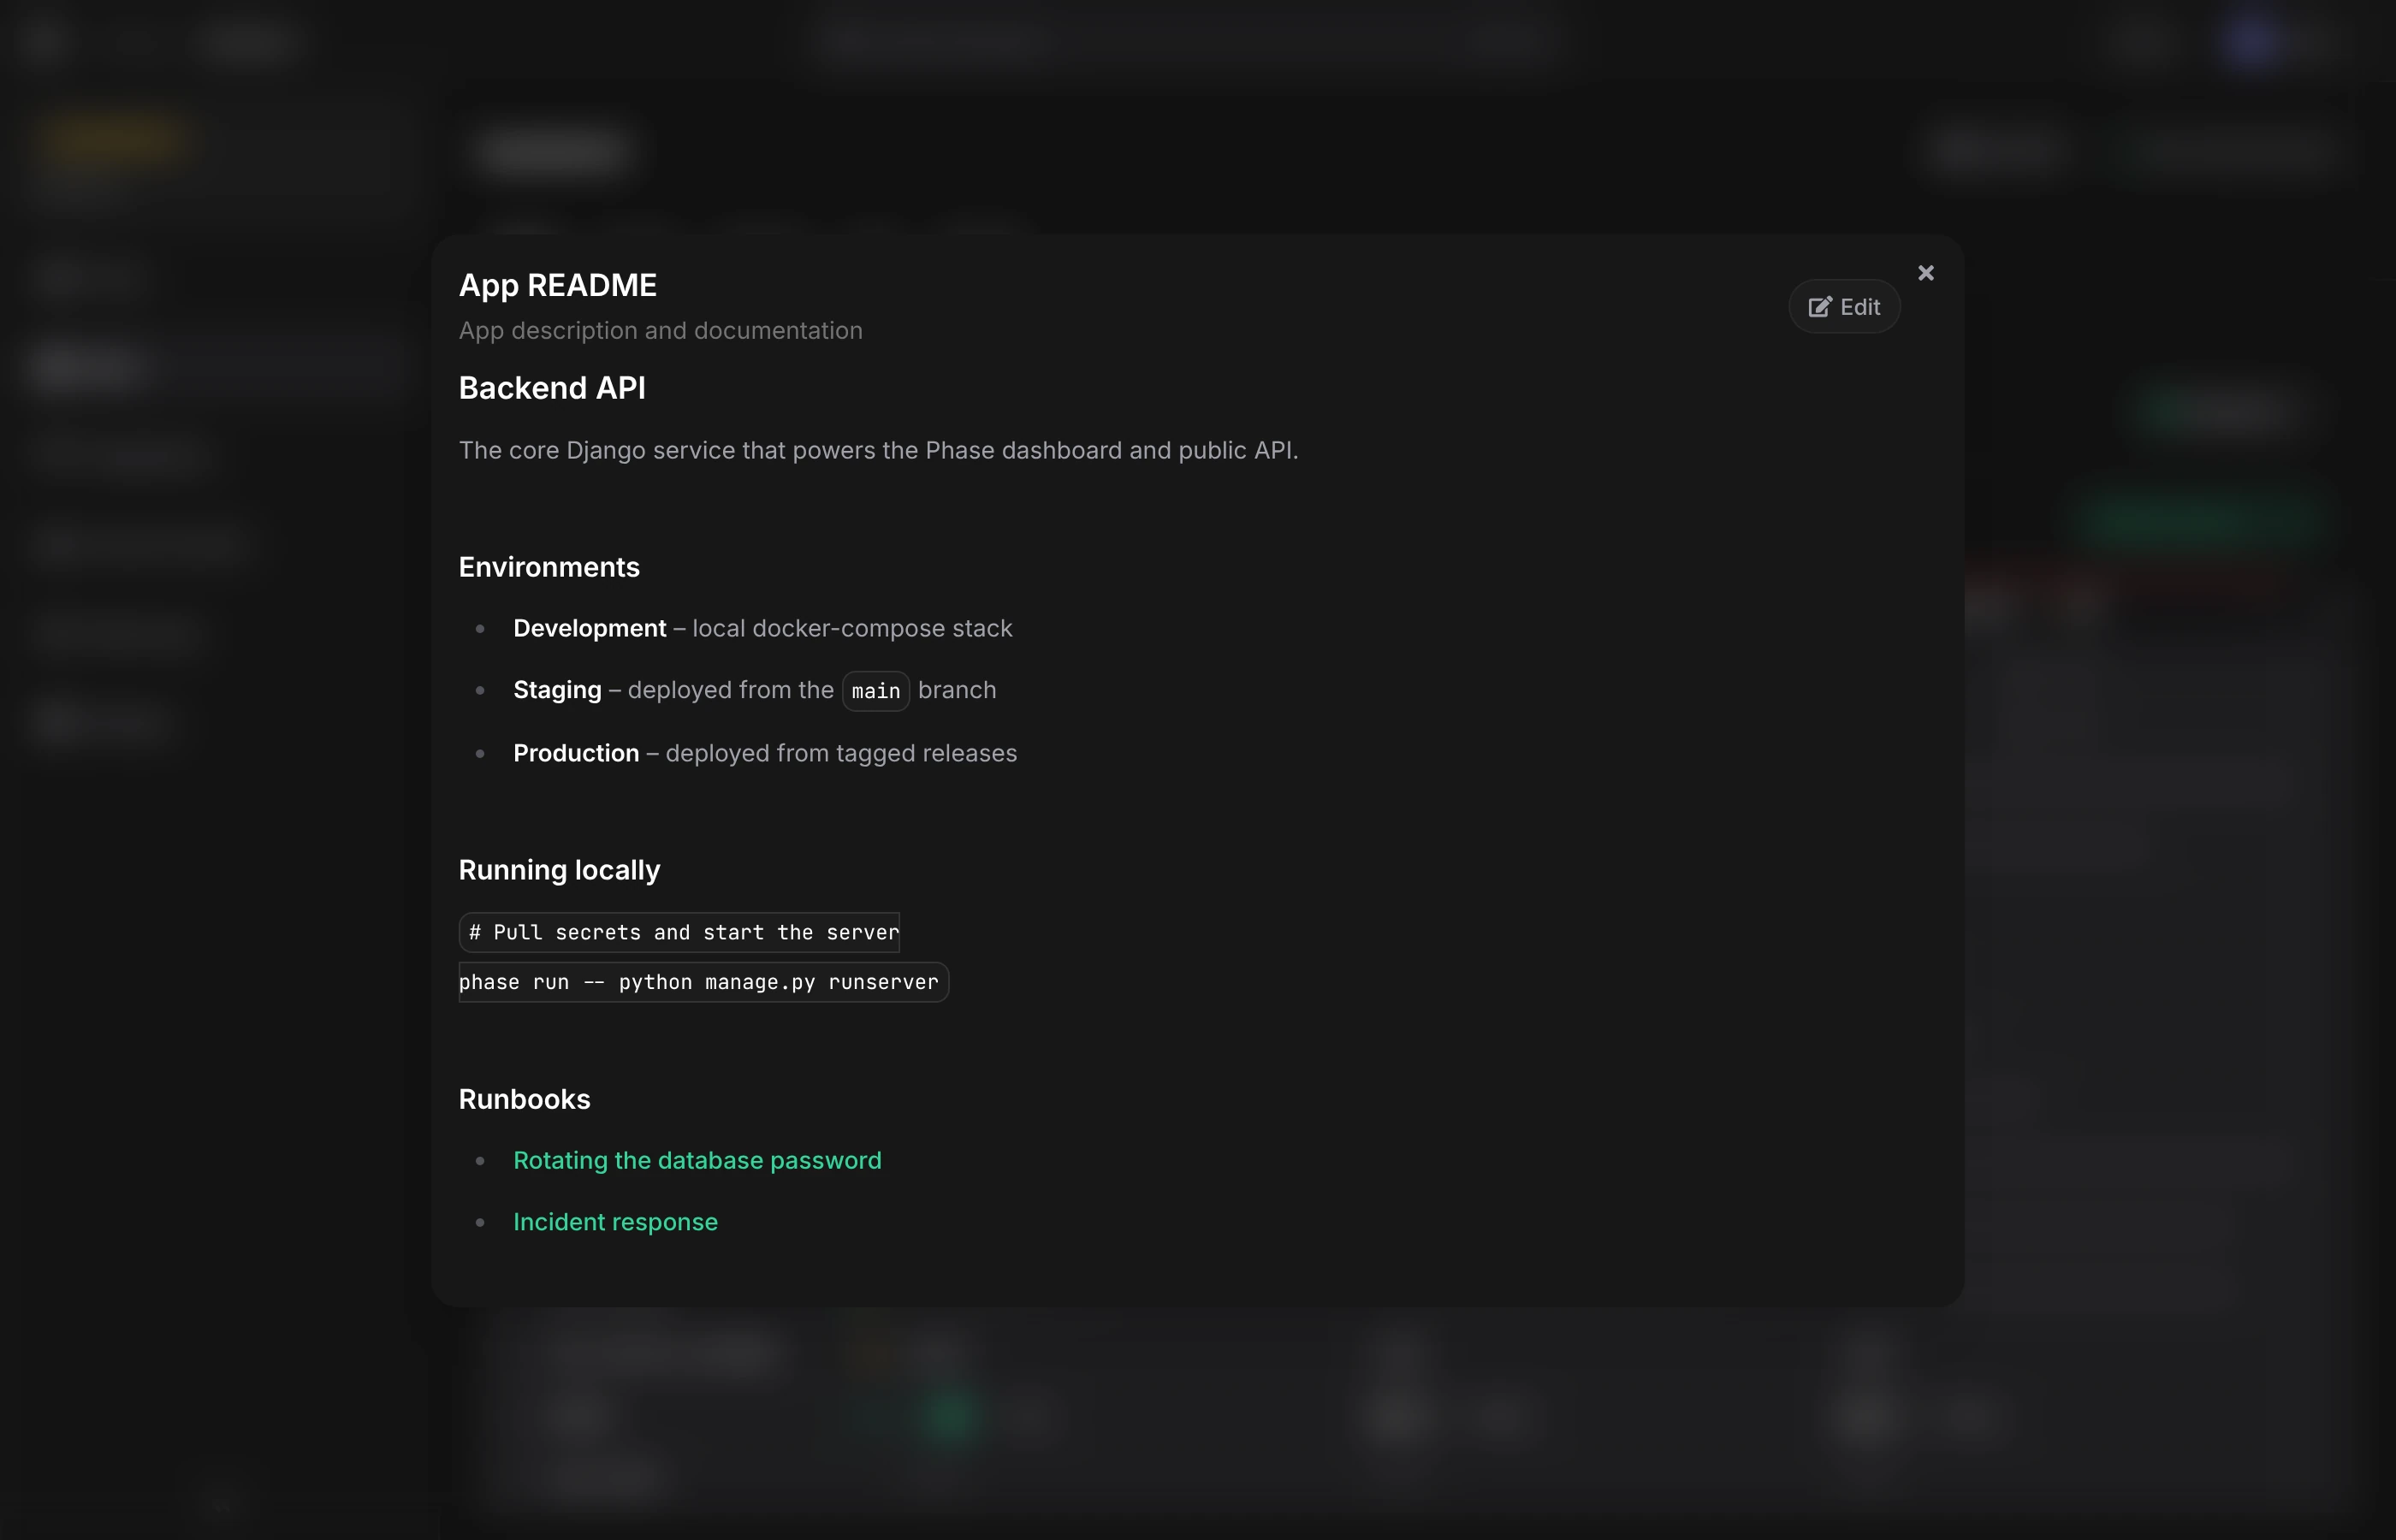 App README
Edit
App description and documentation
Backend API
The core Django service that powers the Phase dashboard and public API.
Environments
• Development – local docker-compose stack
• Staging – deployed from the main branch
• Production – deployed from tagged releases
Running locally
# Pull secrets and start the server
phase run -- python manage.py runserver
Runbooks
• Rotating the database password
• Incident response